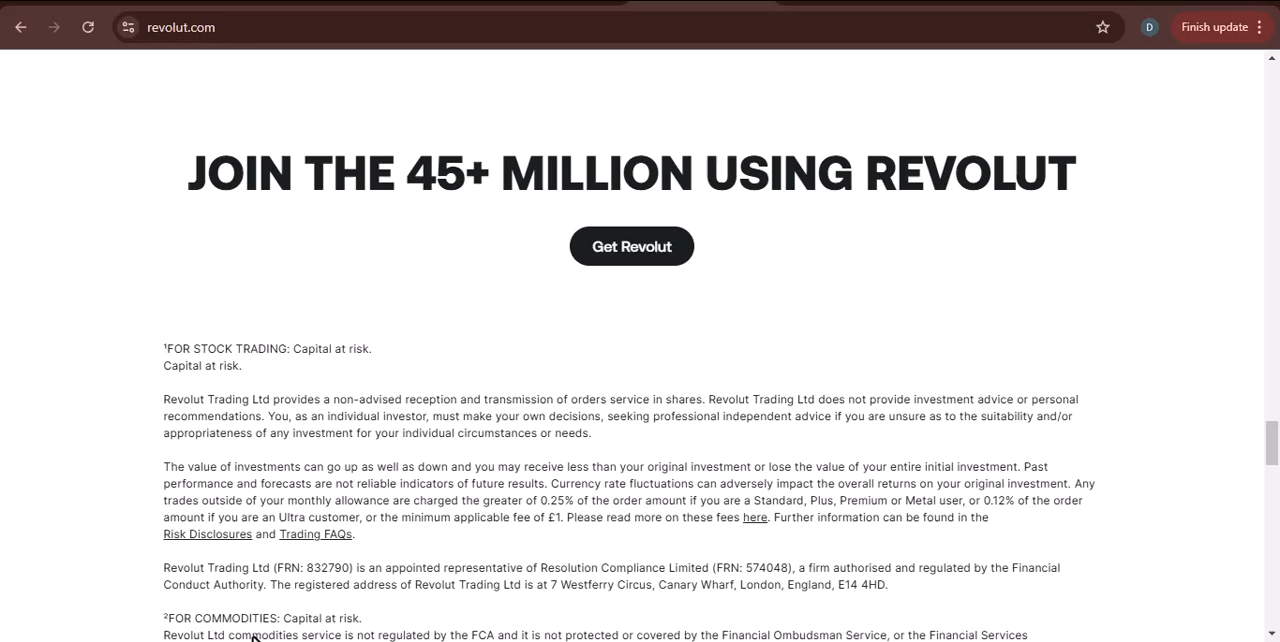 revolut.com
D
Finish update
JOIN THE 45+ MILLION USING REVOLUT
Get Revolut
¹FOR STOCK TRADING: Capital at risk.
Capital at risk.
Revolut Trading Ltd provides a non-advised reception and transmission of orders service in shares. Revolut Trading Ltd does not provide investment advice or personal
recommendations. You, as an individual investor, must make your own decisions, seeking professional independent advice if you are unsure as to the suitability and/or
appropriateness of any investment for your individual circumstances or needs.
The value of investments can go up as well as down and you may receive less than your original investment or lose the value of your entire initial investment. Past
performance and forecasts are not reliable indicators of future results. Currency rate fluctuations can adversely impact the overall returns on your original investment. Any
trades outside of your monthly allowance are charged the greater of 0.25% of the order amount if you are a Standard, Plus, Premium or Metal user, or 0.12% of the order
amount if you are an Ultra customer, or the minimum applicable fee of £1. Please read more on these fees here. Further information can be found in the
Risk Disclosures and Trading FAQs.
Revolut Trading Ltd (FRN: 832790) is an appointed representative of Resolution Compliance Limited (FRN: 574048), a firm authorised and regulated by the Financial
Conduct Authority. The registered address of Revolut Trading Ltd is at 7 Westferry Circus, Canary Wharf, London, England, E14 4HD.
²FOR COMMODITIES: Capital at risk.
Revolut Ltd commodities service is not regulated by the FCA and it is not protected or covered by the Financial Ombudsman Service, or the Financial Services